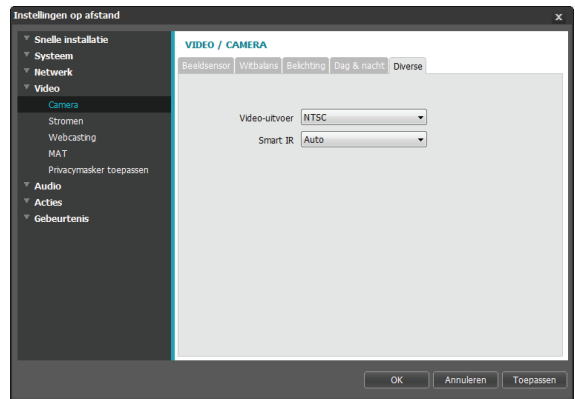 Instellingen op afstand x
Snelle installatie
Systeem
Netwerk
Video
Camera
Stromen
Webcasting
MAT
Privacymasker toepassen
Audio
Acties
Gebeurtenis
VIDEO / CAMERA
Beeldsensor Witbalans Belichting Dag & nacht Diverse
Video-uitvoer NTSC
Smart IR Auto
OK Annuleren Toepassen